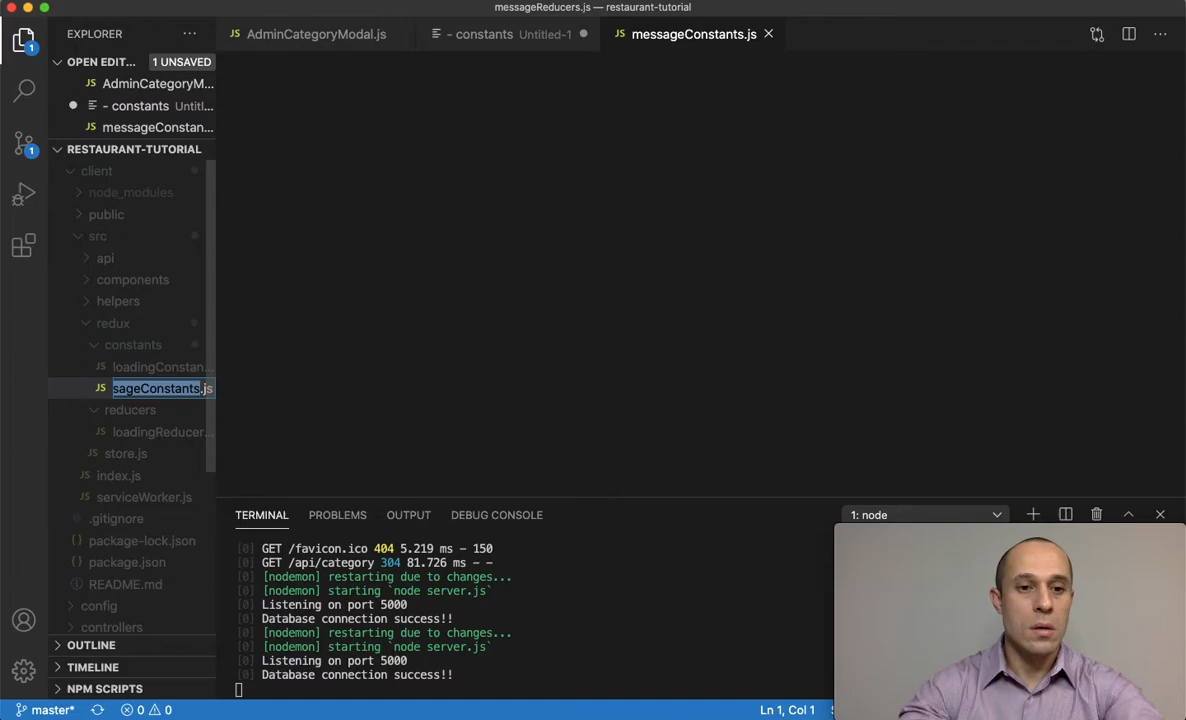 messageReducers.js — restaurant-tutorial
EXPLORER
JS AdminCategoryModal.js
- constants Untitled-1
JS messageConstants.js
OPEN EDIT... 1 UNSAVED
JS AdminCategoryM...
- constants Untitl...
JS messageConstan...
RESTAURANT-TUTORIAL
client
node_modules
public
src
api
components
helpers
redux
constants
JS loadingConstan...
JS sageConstants.js
reducers
JS loadingReducer...
JS store.js
JS index.js
JS serviceWorker.js
.gitignore
{} package-lock.json
{} package.json
README.md
config
controllers
OUTLINE
TIMELINE
NPM SCRIPTS
1
1
TERMINAL PROBLEMS OUTPUT DEBUG CONSOLE 1: node
[0] GET /favicon.ico 404 5.219 ms - 150
[0] GET /api/category 304 81.726 ms - -
[0] [nodemon] restarting due to changes...
[0] [nodemon] starting `node server.js`
[0] Listening on port 5000
[0] Database connection success!!
[0] [nodemon] restarting due to changes...
[0] [nodemon] starting `node server.js`
[0] Listening on port 5000
[0] Database connection success!!
master* 0 0 Ln 1, Col 1